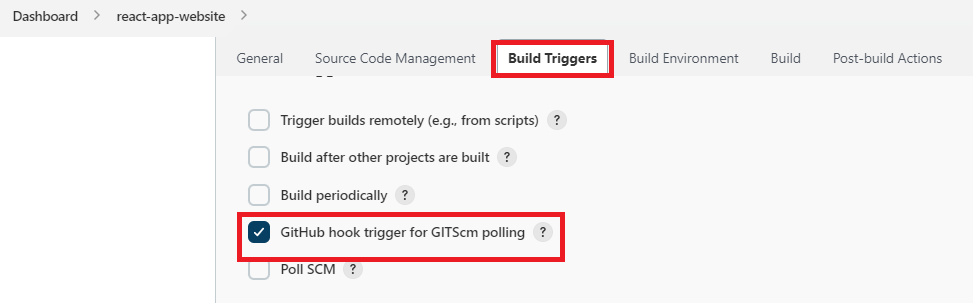 Dashboard > react-app-website >
General Source Code Management Build Triggers Build Environment Build Post-build Actions
Trigger builds remotely (e.g., from scripts) ?
Build after other projects are built ?
Build periodically ?
GitHub hook trigger for GITScm polling ?
Poll SCM ?